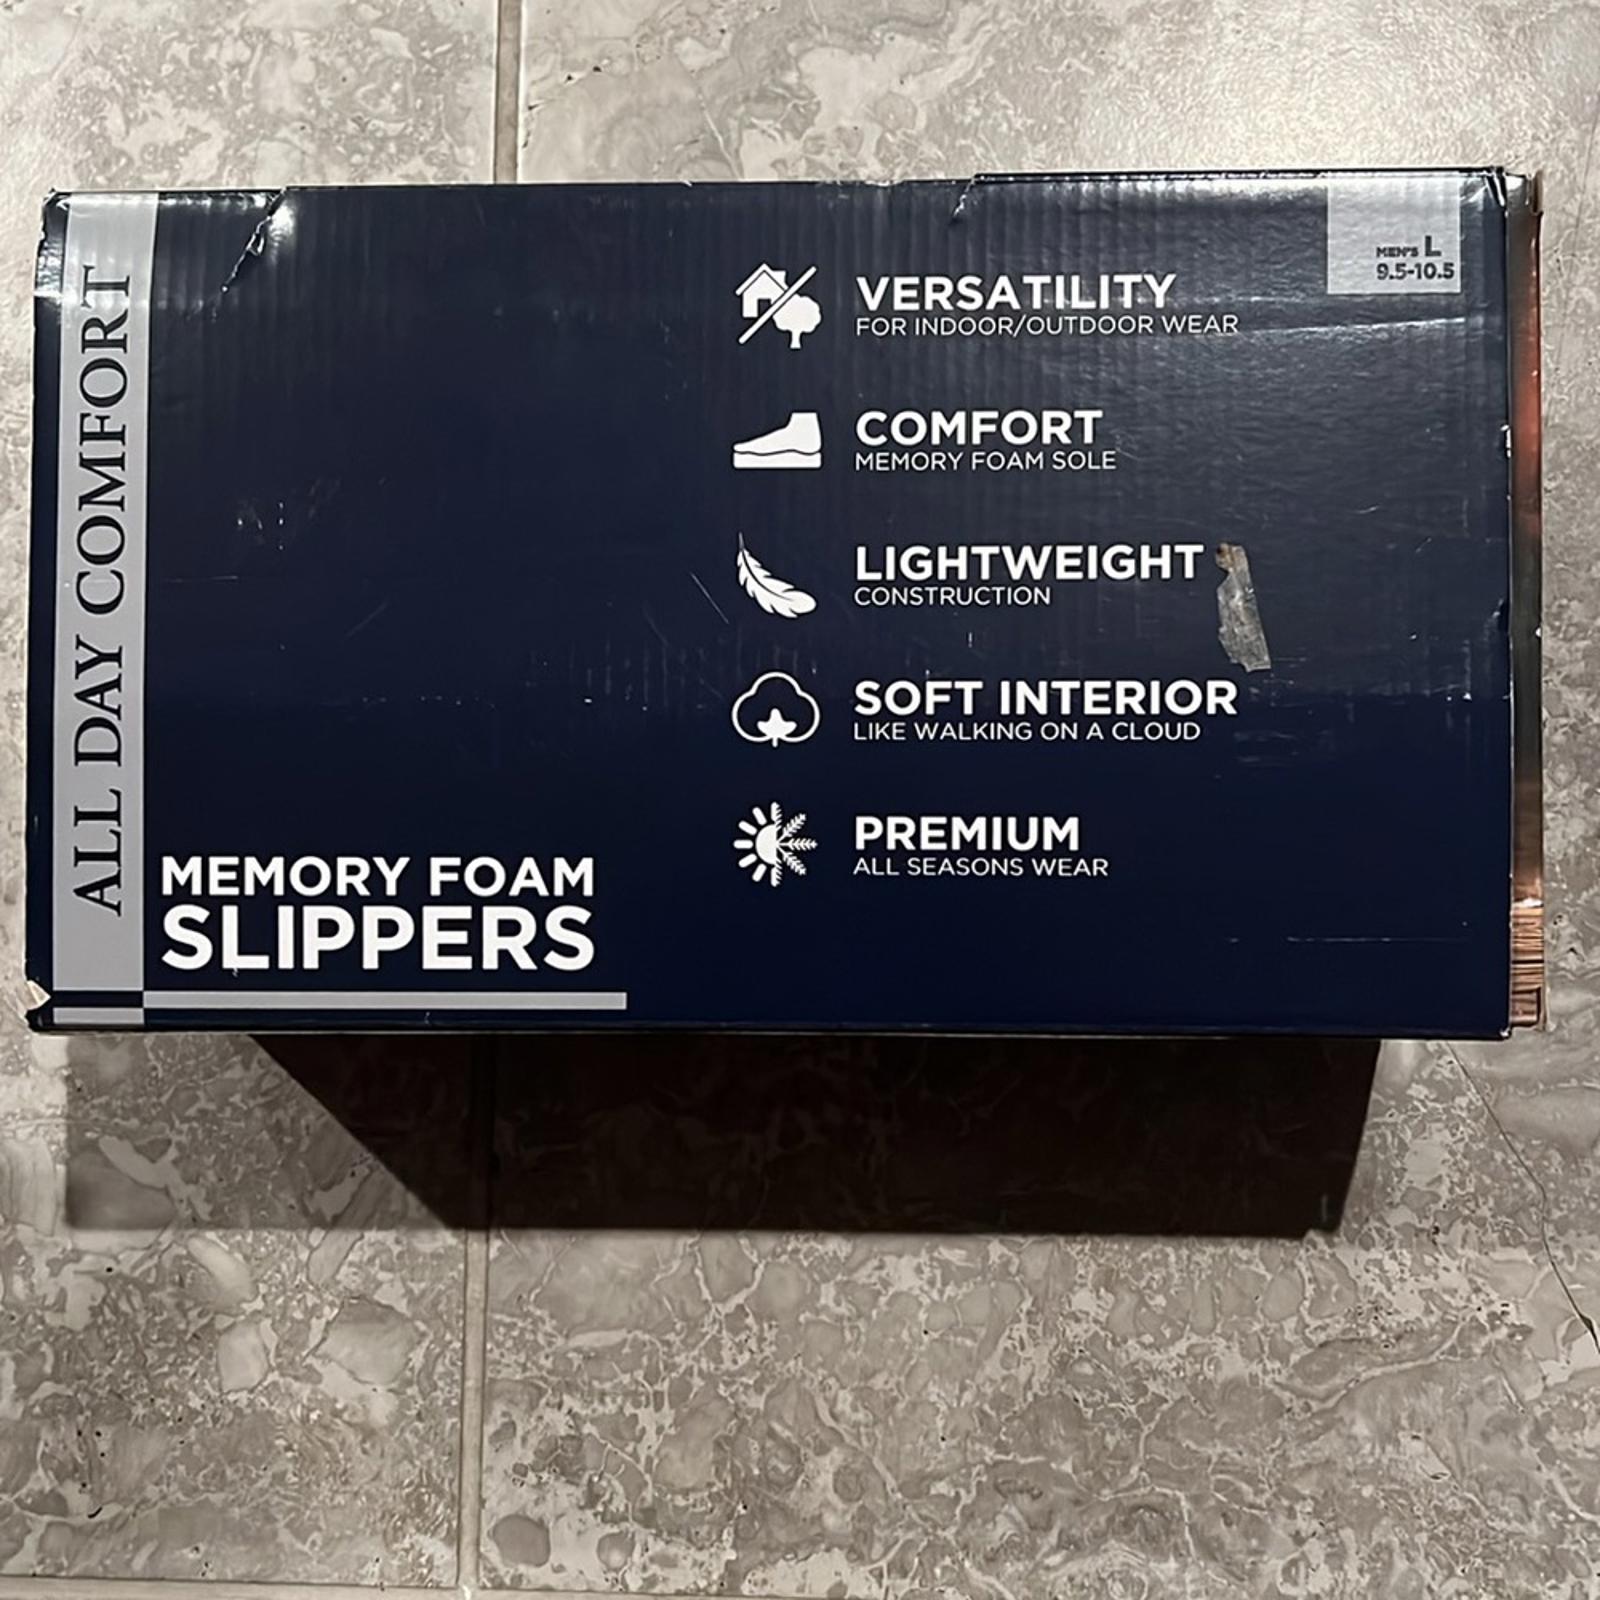 ALL DAY COMFORT
MEMORY FOAM
SLIPPERS
VERSATILITY
FOR INDOOR/OUTDOOR WEAR
COMFORT
MEMORY FOAM SOLE
LIGHTWEIGHT
CONSTRUCTION
SOFT INTERIOR
LIKE WALKING ON A CLOUD
PREMIUM
ALL SEASONS WEAR
MEN'S L
9.5-10.5